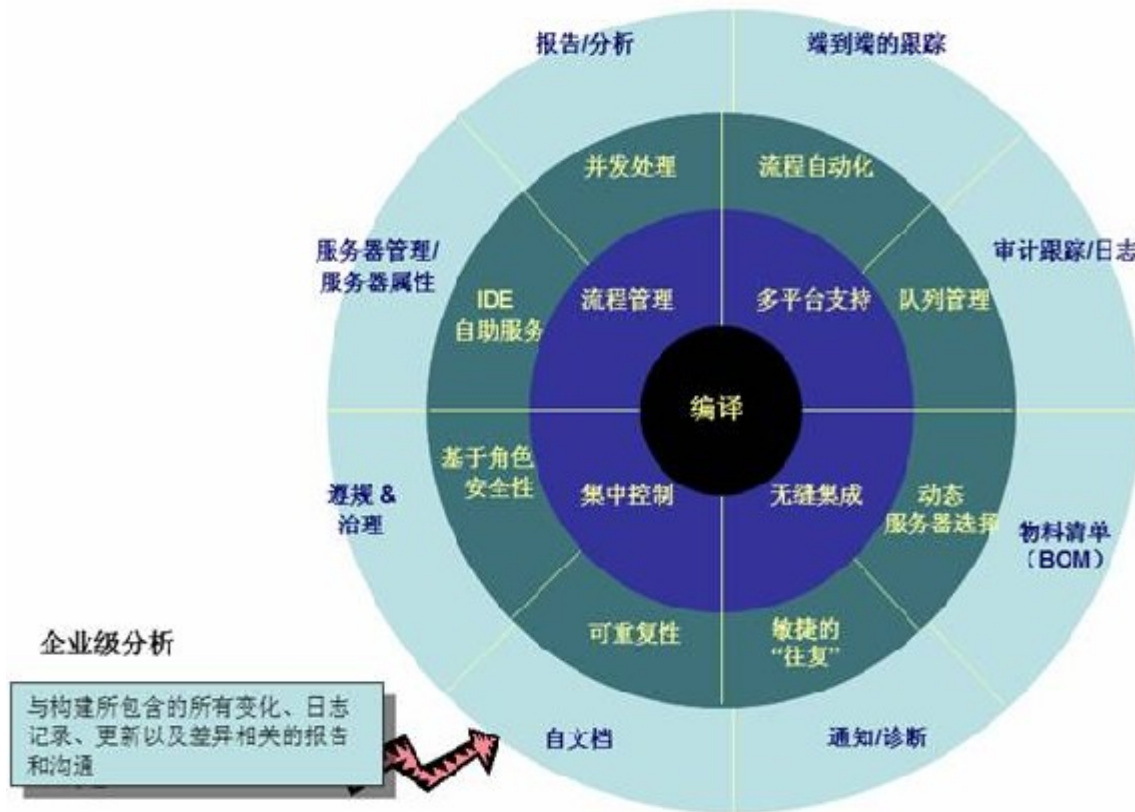 报告/分析
端到端的跟踪
并发处理
流程自动化
服务器管理/
服务器属性
审计跟踪/日志
IDE
自助服务
流程管理
多平台支持
队列管理
编译
基于角色
安全性
集中控制
无缝集成
动态
服务器选择
遵规 &
治理
物料清单
（BOM）
可重复性
敏捷的
“往复”
企业级分析
与构建所包含的所有变化、日志
记录、更新以及差异相关的报告
和沟通
自文档
通知/诊断